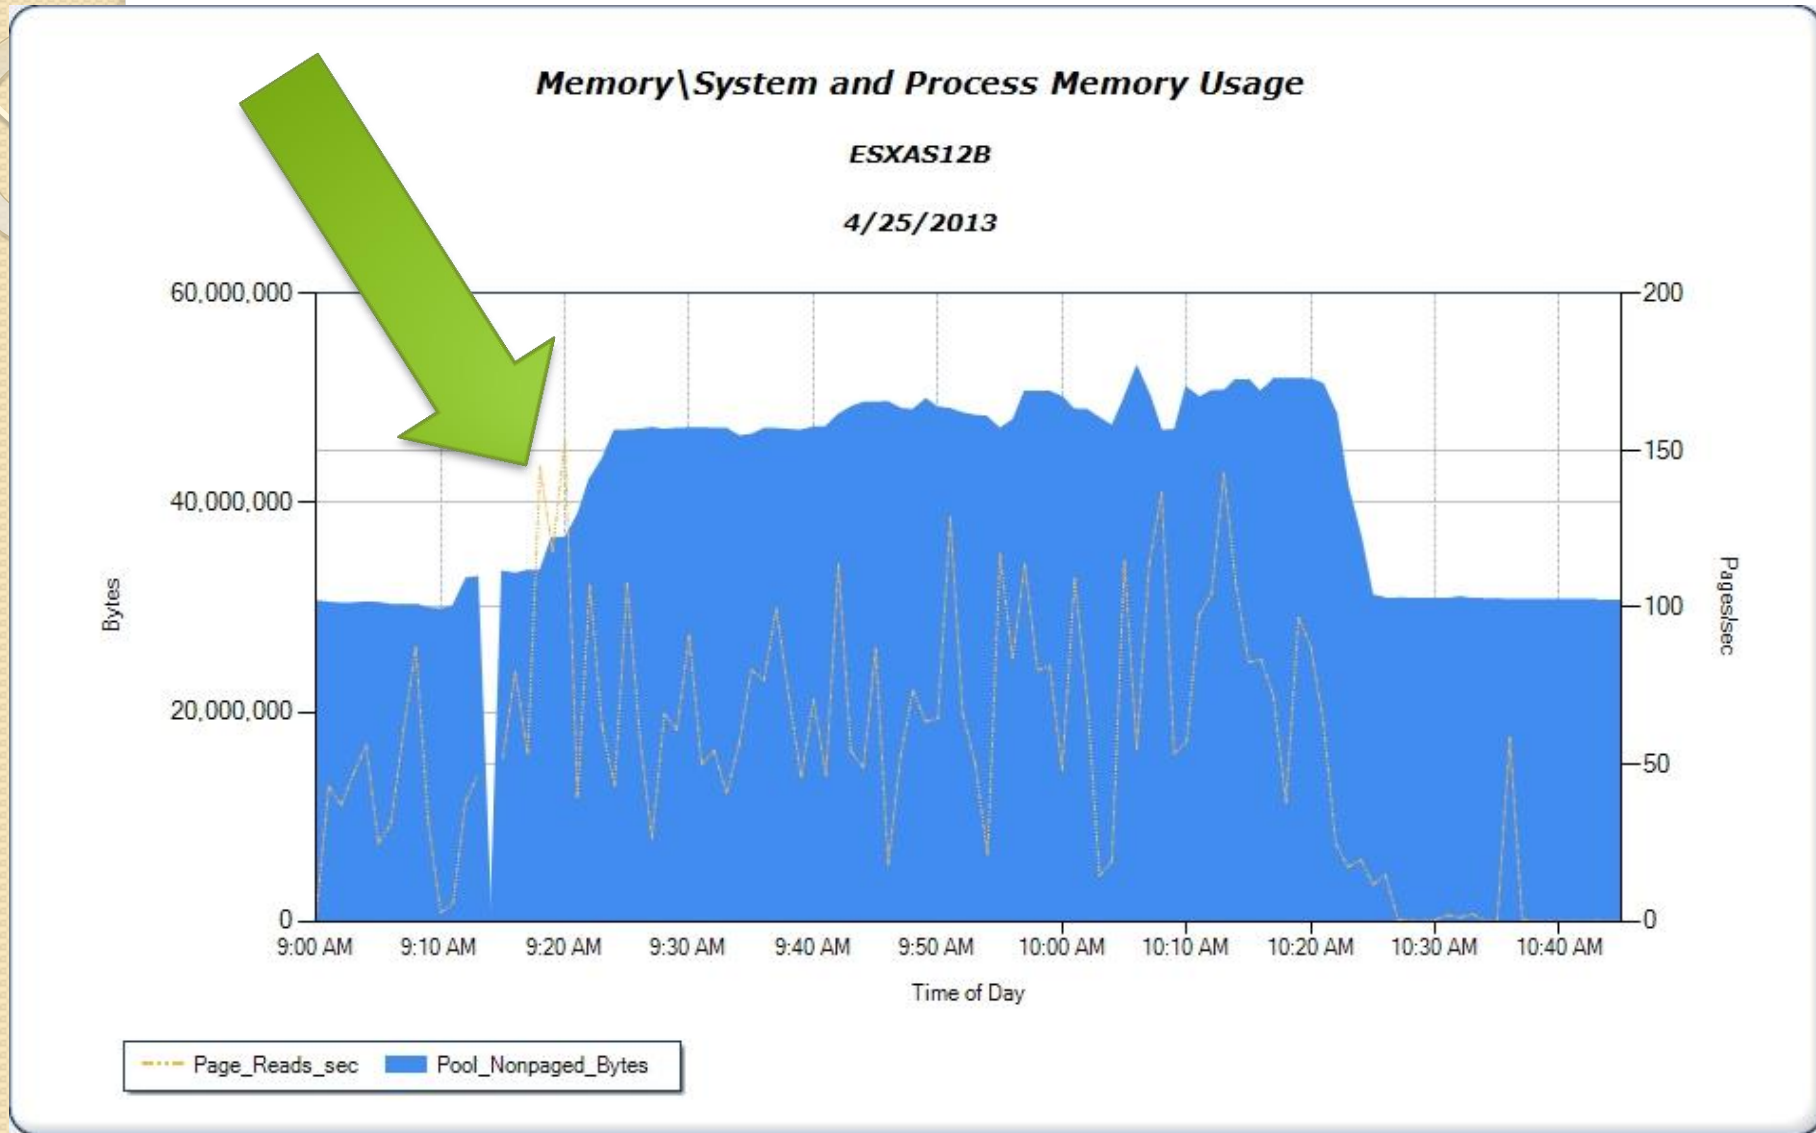 Memory\System and Process Memory Usage
ESXAS12B
4/25/2013
60,000,000
200
150
40,000,000
Bytes
Pages/sec
100
20,000,000
50
0
0
9:00 AM 9:10 AM 9:20 AM 9:30 AM 9:40 AM 9:50 AM 10:00 AM 10:10 AM 10:20 AM 10:30 AM 10:40 AM
Time of Day
Page_Reads_sec Pool_Nonpaged_Bytes